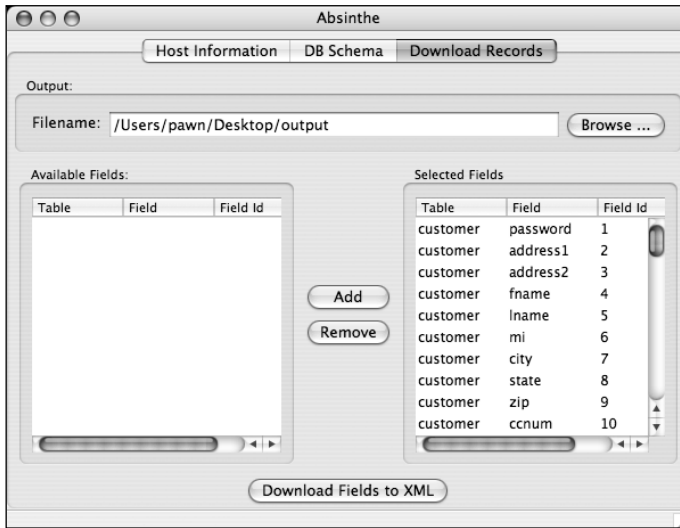 Absinthe
Host Information DB Schema Download Records
Output:
Filename: /Users/pawn/Desktop/output Browse ...
Available Fields:
Table Field Field Id
Add
Remove
Selected Fields
Table Field Field Id
customer password 1
customer address1 2
customer address2 3
customer fname 4
customer lname 5
customer mi 6
customer city 7
customer state 8
customer zip 9
customer ccnum 10
Download Fields to XML